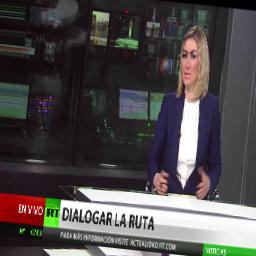 EN VIVO RT DIALOGAR LA RUTA
PARA MÁS INFORMACIÓN VISITE ACTUALIDAD.RT.COM
NOTICIAS